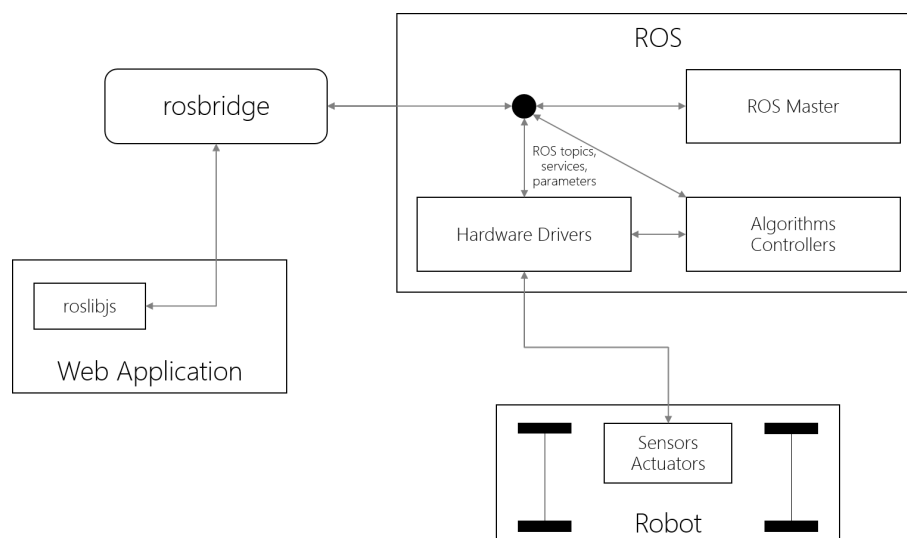 ROS
rosbridge
ROS Master
ROS topics,
services,
parameters
Hardware Drivers
Algorithms
Controllers
roslibjs
Web Application
Sensors
Actuators
Robot